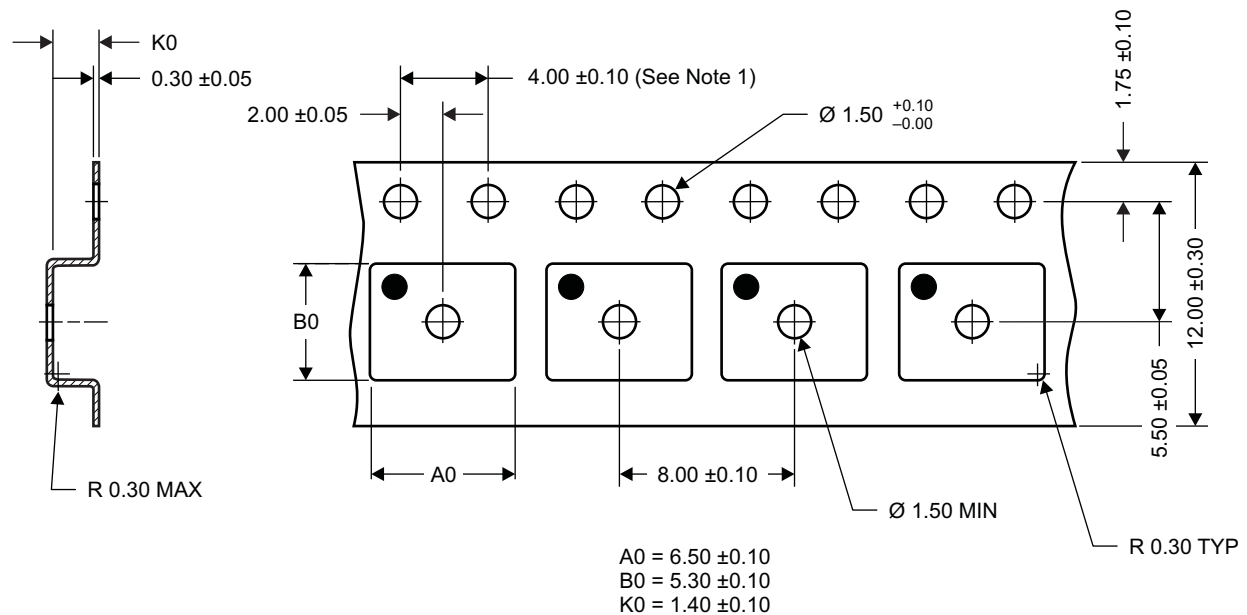 K0
0.30 ±0.05
4.00 ±0.10 (See Note 1)
2.00 ±0.05
Ø 1.50 +0.10 –0.00
1.75 ±0.10
B0
12.00 ±0.30
5.50 ±0.05
R 0.30 MAX
A0
8.00 ±0.10
Ø 1.50 MIN
R 0.30 TYP
A0 = 6.50 ±0.10
B0 = 5.30 ±0.10
K0 = 1.40 ±0.10